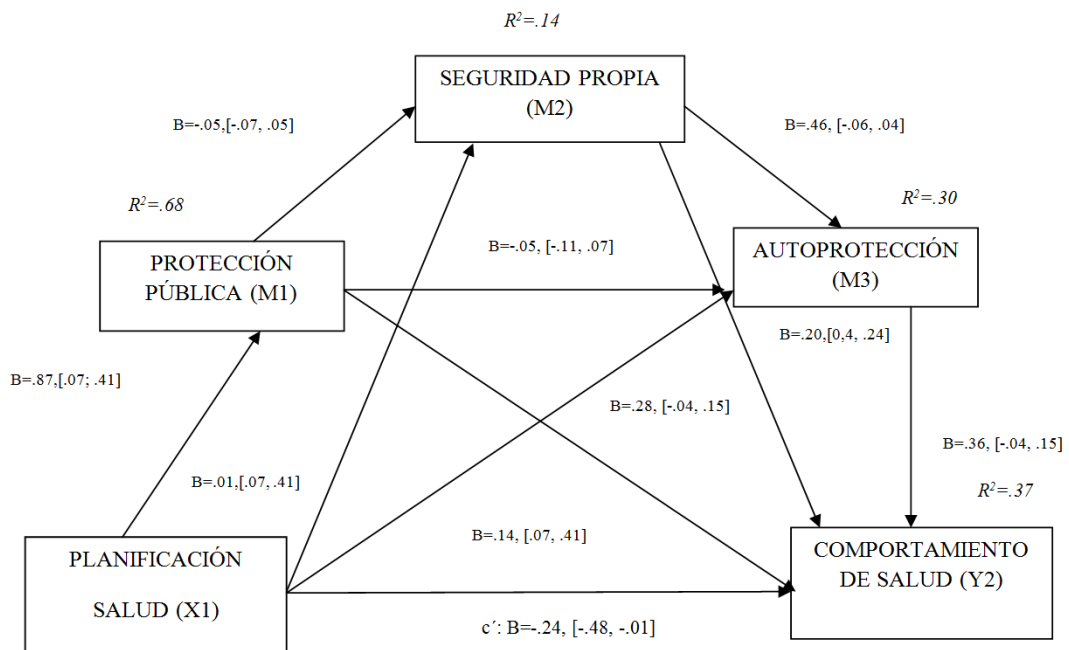 R²=.14
SEGURIDAD PROPIA
(M2)
B=-.05,[-.07, .05]
B=.46, [-.06, .04]
R²=.68
R²=.30
PROTECCIÓN
PÚBLICA (M1)
B=-.05, [-.11, .07]
AUTOPROTECCIÓN
(M3)
B=.20,[0,4, .24]
B=.87,[.07; .41]
B=.28, [-.04, .15]
B=.36, [-.04, .15]
B=.01,[.07, .41]
R²=.37
B=.14, [.07, .41]
PLANIFICACIÓN
SALUD (X1)
COMPORTAMIENTO
DE SALUD (Y2)
c´: B=-.24, [-.48, -.01]